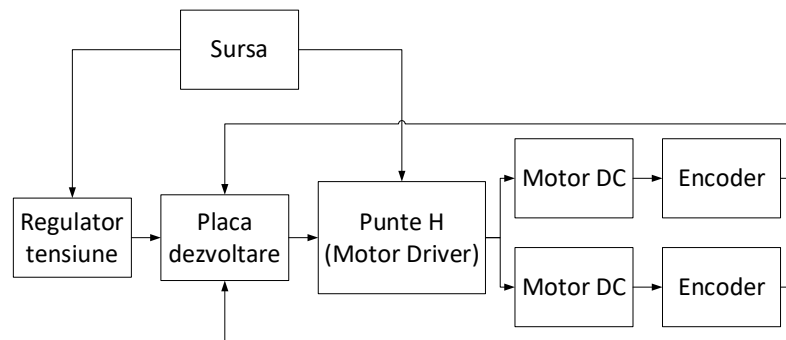 Sursa
Regulator
tensiune
Placa
dezvoltare
Punte H
(Motor Driver)
Motor DC
Encoder
Motor DC
Encoder